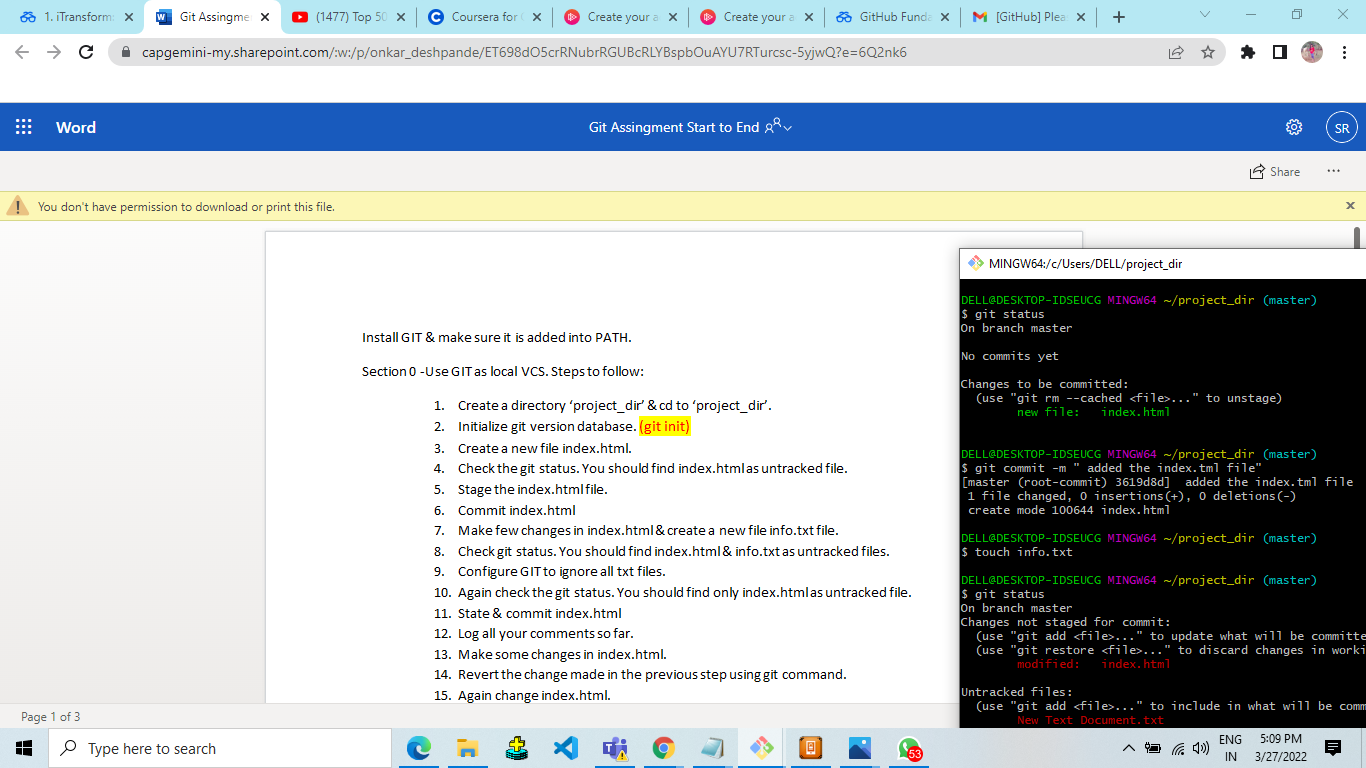 1. iTransform
Git Assingme
(1477) Top 50
Coursera for
Create your a
Create your a
GitHub Funda
[GitHub] Plea
capgemini-my.sharepoint.com/:w:/p/onkar_deshpande/ET698dO5crRNubrRGUBcRLYBspbOuAYU7RTurcsc-5yjwQ?e=6Q2nk6
Word
Git Assingment Start to End
SR
Share
You don't have permission to download or print this file.
Install GIT & make sure it is added into PATH.
Section 0 -Use GIT as local VCS. Steps to follow:
1. Create a directory ‘project_dir’ & cd to ‘project_dir’.
2. Initialize git version database. (git init)
3. Create a new file index.html.
4. Check the git status. You should find index.html as untracked file.
5. Stage the index.html file.
6. Commit index.html
7. Make few changes in index.html & create a new file info.txt file.
8. Check git status. You should find index.html & info.txt as untracked files.
9. Configure GIT to ignore all txt files.
10. Again check the git status. You should find only index.html as untracked file.
11. State & commit index.html
12. Log all your comments so far.
13. Make some changes in index.html.
14. Revert the change made in the previous step using git command.
15. Again change index.html.
Page 1 of 3
MINGW64:/c/Users/DELL/project_dir
DELL@DESKTOP-IDSEUCG MINGW64 ~/project_dir (master)
$ git status
On branch master
No commits yet
Changes to be committed:
(use "git rm --cached <file>..." to unstage)
new file: index.html
DELL@DESKTOP-IDSEUCG MINGW64 ~/project_dir (master)
$ git commit -m " added the index.tml file"
[master (root-commit) 3619d8d] added the index.tml file
1 file changed, 0 insertions(+), 0 deletions(-)
create mode 100644 index.html
DELL@DESKTOP-IDSEUCG MINGW64 ~/project_dir (master)
$ touch info.txt
DELL@DESKTOP-IDSEUCG MINGW64 ~/project_dir (master)
$ git status
On branch master
Changes not staged for commit:
(use "git add <file>..." to update what will be committe
(use "git restore <file>..." to discard changes in worki
modified: index.html
Untracked files:
(use "git add <file>..." to include in what will be comm
New Text Document.txt
Type here to search
53
ENG
IN
5:09 PM
3/27/2022